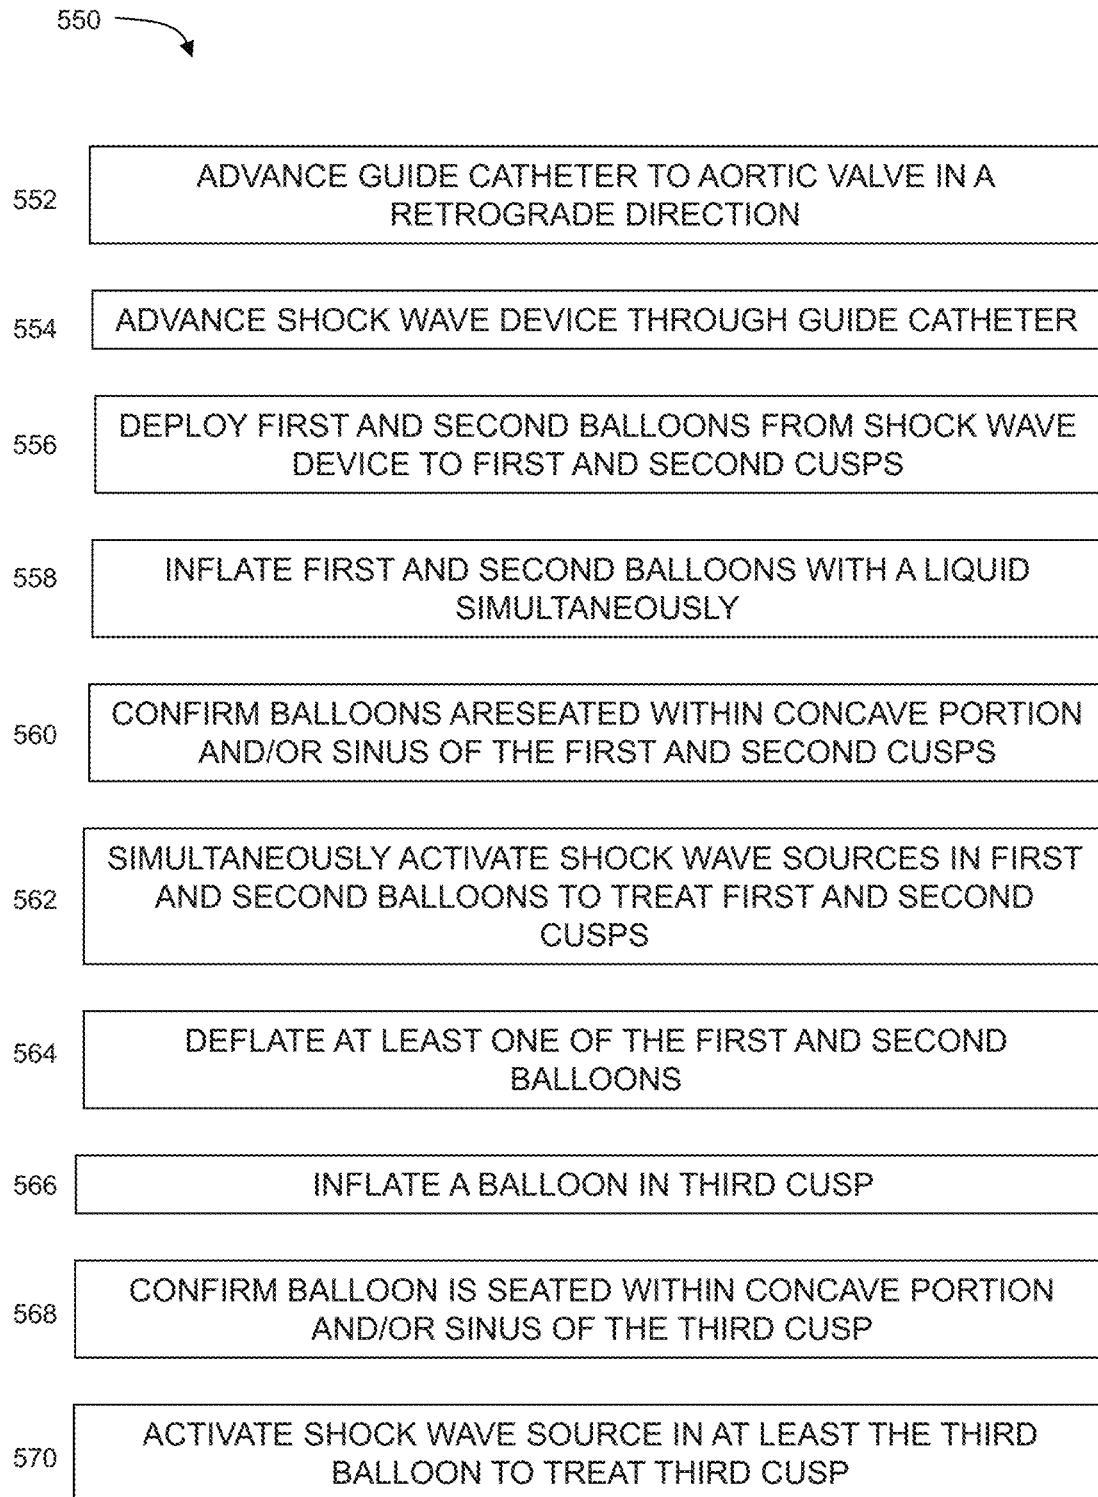 550
552
ADVANCE GUIDE CATHETER TO AORTIC VALVE IN A
RETROGRADE DIRECTION
554
ADVANCE SHOCK WAVE DEVICE THROUGH GUIDE CATHETER
556
DEPLOY FIRST AND SECOND BALLOONS FROM SHOCK WAVE
DEVICE TO FIRST AND SECOND CUSPS
558
INFLATE FIRST AND SECOND BALLOONS WITH A LIQUID
SIMULTANEOUSLY
560
CONFIRM BALLOONS ARESEATED WITHIN CONCAVE PORTION
AND/OR SINUS OF THE FIRST AND SECOND CUSPS
562
SIMULTANEOUSLY ACTIVATE SHOCK WAVE SOURCES IN FIRST
AND SECOND BALLOONS TO TREAT FIRST AND SECOND
CUSPS
564
DEFLATE AT LEAST ONE OF THE FIRST AND SECOND
BALLOONS
566
INFLATE A BALLOON IN THIRD CUSP
568
CONFIRM BALLOON IS SEATED WITHIN CONCAVE PORTION
AND/OR SINUS OF THE THIRD CUSP
570
ACTIVATE SHOCK WAVE SOURCE IN AT LEAST THE THIRD
BALLOON TO TREAT THIRD CUSP